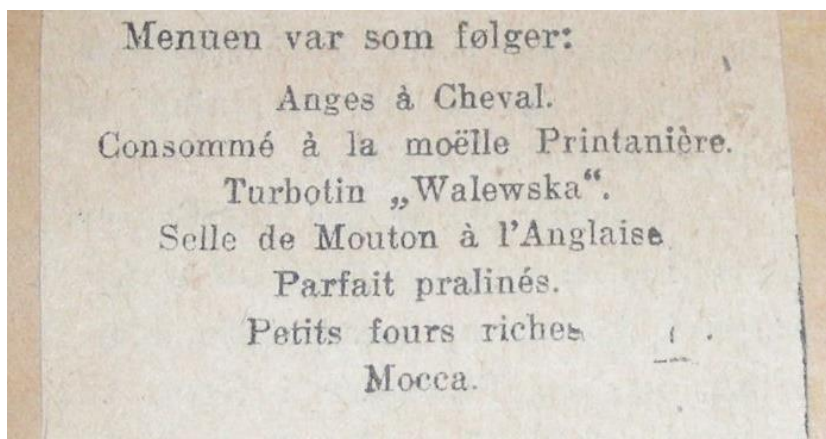 Menuen var som følger:
Anges à Cheval.
Consommé à la moëlle Printanière.
Turbotin „Walewska“.
Selle de Mouton à l'Anglaise
Parfait pralinés.
Petits fours riches
Mocca.